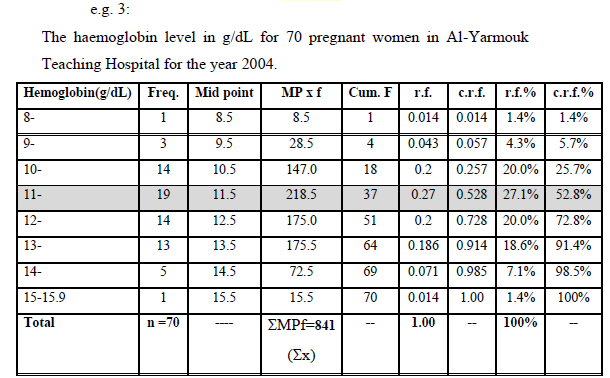 e.g. 3:
The haemoglobin level in g/dL for 70 pregnant women in Al-Yarmouk
Teaching Hospital for the year 2004.
Hemoglobin(g/dL) Freq. Mid point MP x f Cum. F r.f. c.r.f. r.f.% c.r.f.%
8- 1 8.5 8.5 1 0.014 0.014 1.4% 1.4%
9- 3 9.5 28.5 4 0.043 0.057 4.3% 5.7%
10- 14 10.5 147.0 18 0.2 0.257 20.0% 25.7%
11- 19 11.5 218.5 37 0.27 0.528 27.1% 52.8%
12- 14 12.5 175.0 51 0.2 0.728 20.0% 72.8%
13- 13 13.5 175.5 64 0.186 0.914 18.6% 91.4%
14- 5 14.5 72.5 69 0.071 0.985 7.1% 98.5%
15-15.9 1 15.5 15.5 70 0.014 1.00 1.4% 100%
Total n =70 ---- ΣMPf=841 -- 1.00 -- 100% --
(Σx)